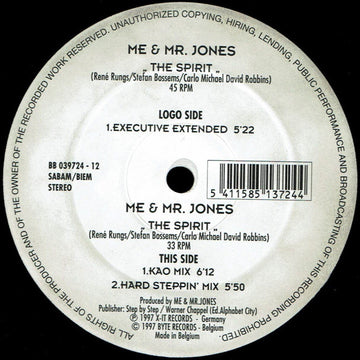 ALL RIGHTS OF THE PRODUCER AND OF THE OWNER OF THE RECORDED WORK RESERVED. UNAUTHORIZED COPYING, HIRING, LENDING, PUBLIC PERFORMANCE AND BROADCASTING OF THIS RECORDING PROHIBITED.
ME & MR. JONES
„ THE SPIRIT „
(René Rungs/Stefan Bossems/Carlo Michael David Robbins)
45 RPM
LOGO SIDE
1.EXECUTIVE EXTENDED 5'22
BB 039724 - 12
SABAM/BIEM
STEREO
5 411585 137244
ME & MR. JONES
„ THE SPIRIT „
(René Rungs/Stefan Bossems/Carlo Michael David Robbins)
33 RPM
THIS SIDE
1.KAO MIX 6'12
2.HARD STEPPIN' MIX 5'50
Produced by ME & MR.JONES
Publisher: Step by Step / Warner Chappel (Ed.Alphabet City)
℗ 1997 X-IT RECORDS - Germany
© 1997 BYTE RECORDS - Belgium
Made in Belgium